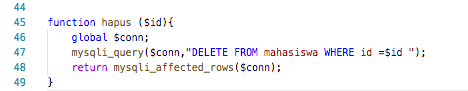 44
45 function hapus ($id){
46     global $conn;
47     mysqli_query($conn,"DELETE FROM mahasiswa WHERE id =$id ");
48     return mysqli_affected_rows($conn);
49 }